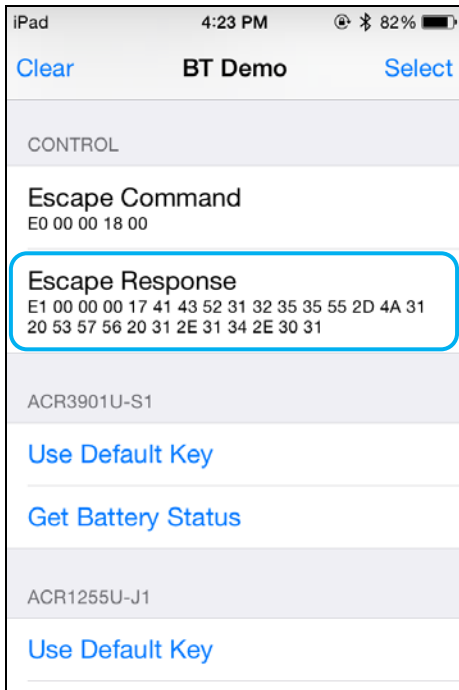 iPad 4:23 PM 82%
Clear BT Demo Select
CONTROL
Escape Command
E0 00 00 18 00
Escape Response
E1 00 00 00 17 41 43 52 31 32 35 35 55 2D 4A 31
20 53 57 56 20 31 2E 31 34 2E 30 31
ACR3901U-S1
Use Default Key
Get Battery Status
ACR1255U-J1
Use Default Key